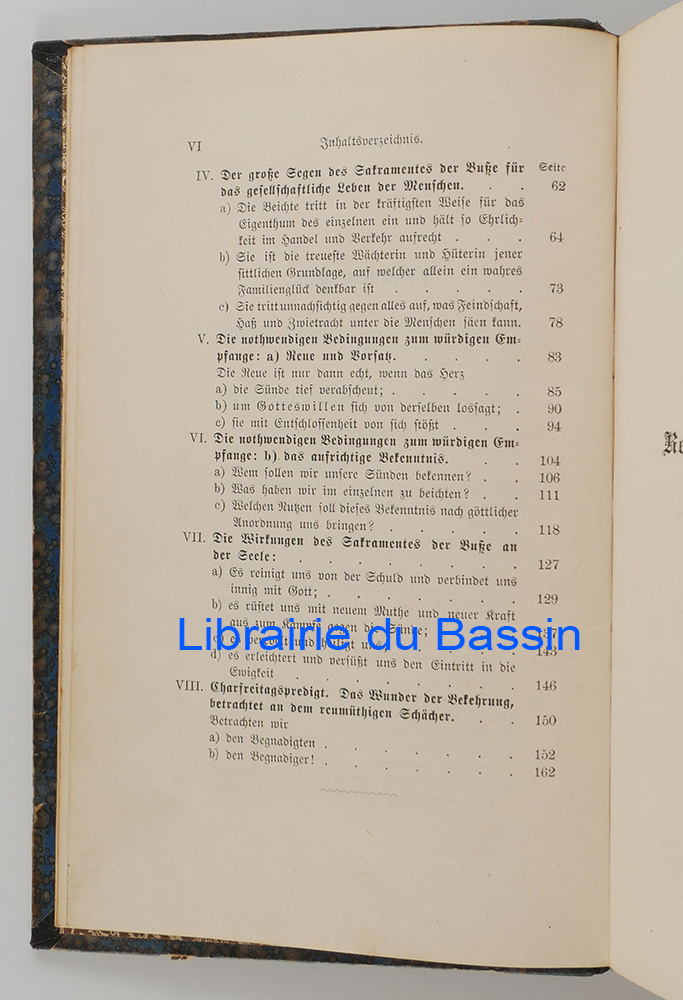 VI Inhaltsverzeichnis.
Seite
IV. Der große Segen des Sakramentes der Buße für
das gesellschaftliche Leben der Menschen. . . 62
a) Die Beichte tritt in der kräftigsten Weise für das
Eigenthum des einzelnen ein und hält so Ehrlich=
keit im Handel und Verkehr aufrecht . . . 64
b) Sie ist die treueste Wächterin und Hüterin jener
sittlichen Grundlage, auf welcher allein ein wahres
Familienglück denkbar ist . . . . . 73
c) Sie tritt unnachsichtig gegen alles auf, was Feindschaft,
Haß und Zwietracht unter die Menschen säen kann. 78
V. Die nothwendigen Bedingungen zum würdigen Em=
pfange: a) Reue und Vorsatz. . . . . 83
Die Reue ist nur dann echt, wenn das Herz
a) die Sünde tief verabscheut; . . . . . 85
b) um Gotteswillen sich von derselben lossagt; . 90
c) sie mit Entschlossenheit von sich stößt . . . 94
VI. Die nothwendigen Bedingungen zum würdigen Em=
pfange: b) das aufrichtige Bekenntnis. . . 104
a) Wem sollen wir unsere Sünden bekennen? . . 106
b) Was haben wir im einzelnen zu beichten? . . 111
c) Welchen Nutzen soll dieses Bekenntnis nach göttlicher
Anordnung uns bringen? . . . . . 118
VII. Die Wirkungen des Sakramentes der Buße an
der Seele: . . . . . . . 127
a) Es reinigt uns von der Schuld und verbindet uns
innig mit Gott; . . . . . . 129
b) es rüstet uns mit neuem Muthe und neuer Kraft
aus zum Kampfe gegen die Sünde; 137
Librairie du Bassin
c) es und uns 143
d) es erleichtert und versüßt uns den Eintritt in die
Ewigkeit . . . . . . . 146
VIII. Charfreitagspredigt. Das Wunder der Bekehrung,
betrachtet an dem reumüthigen Schächer. . . 150
Betrachten wir
a) den Begnadigten . . . . . . 152
b) den Begnadiger! . . . . . . 162